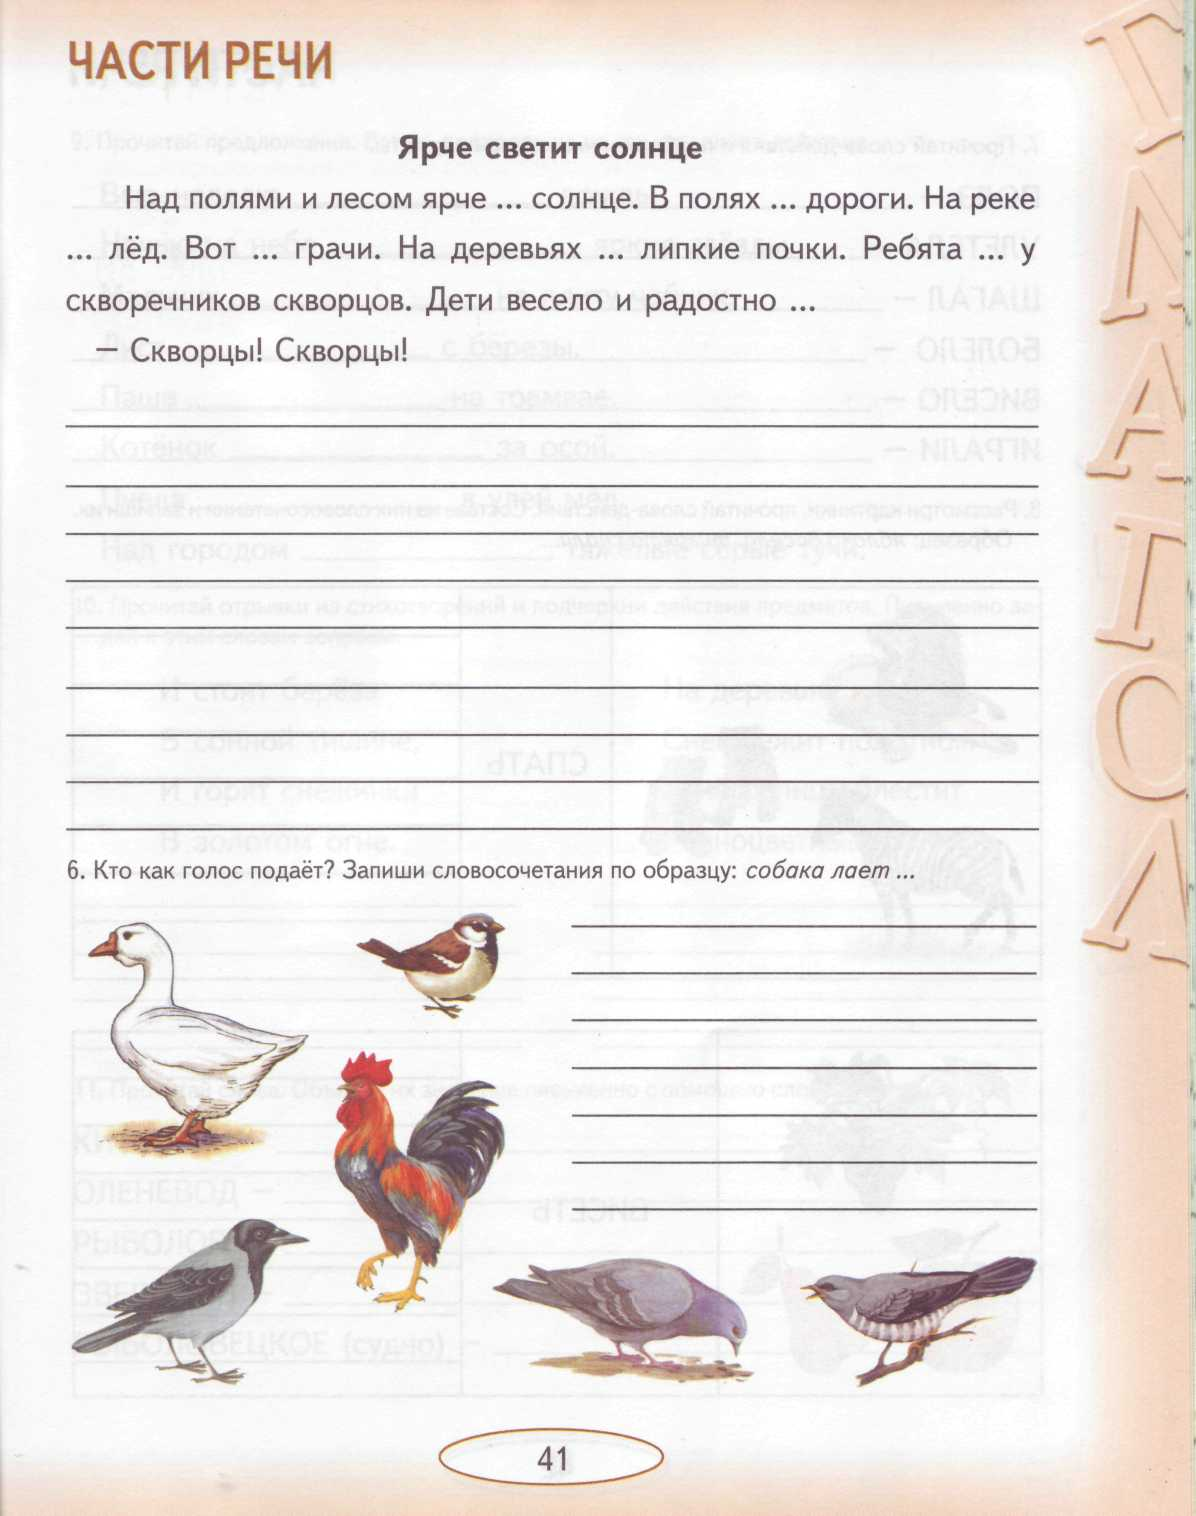 ЧАСТИ РЕЧИ
Ярче светит солнце
Над полями и лесом ярче ... солнце. В полях ... дороги. На реке
... лёд. Вот ... грачи. На деревьях ... липкие почки. Ребята ... у
скворечников скворцов. Дети весело и радостно ...
— Скворцы! Скворцы!
6. Кто как голос подаёт? Запиши словосочетания по образцу: собака лает ...
41
ГЛАГОЛ